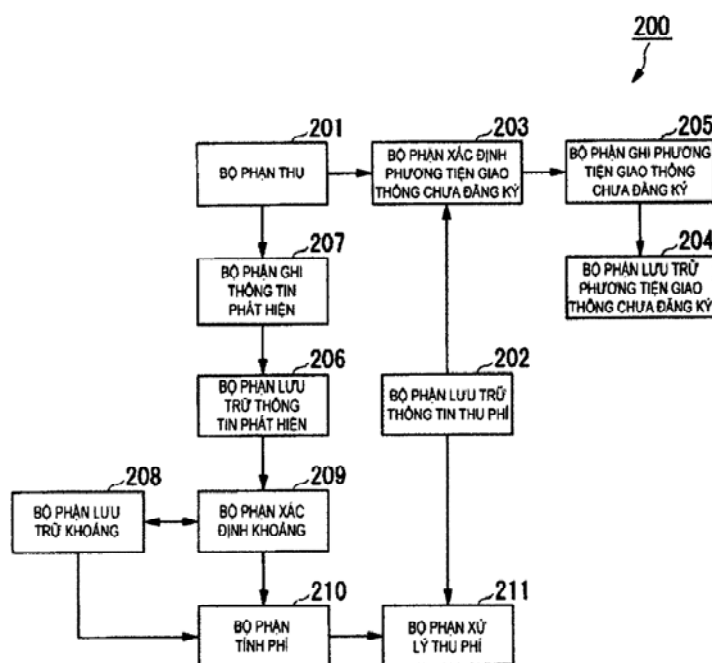 200
201
BỘ PHẬN THU
203
BỘ PHẬN XÁC ĐỊNH
PHƯƠNG TIỆN GIAO
THÔNG CHƯA ĐĂNG KÝ
205
BỘ PHẬN GHI PHƯƠNG
TIỆN GIAO THÔNG CHƯA
ĐĂNG KÝ
207
BỘ PHẬN GHI
THÔNG TIN
PHÁT HIỆN
204
BỘ PHẬN LƯU TRỮ
PHƯƠNG TIỆN GIAO
THÔNG CHƯA ĐĂNG KÝ
206
BỘ PHẬN LƯU
TRỮ THÔNG
TIN PHÁT HIỆN
202
BỘ PHẬN LƯU TRỮ
THÔNG TIN THU PHÍ
208
BỘ PHẬN LƯU
TRỮ KHOẢNG
209
BỘ PHẬN XÁC
ĐỊNH KHOẢNG
210
BỘ PHẬN
TÍNH PHÍ
211
BỘ PHẬN XỬ
LÝ THU PHÍ